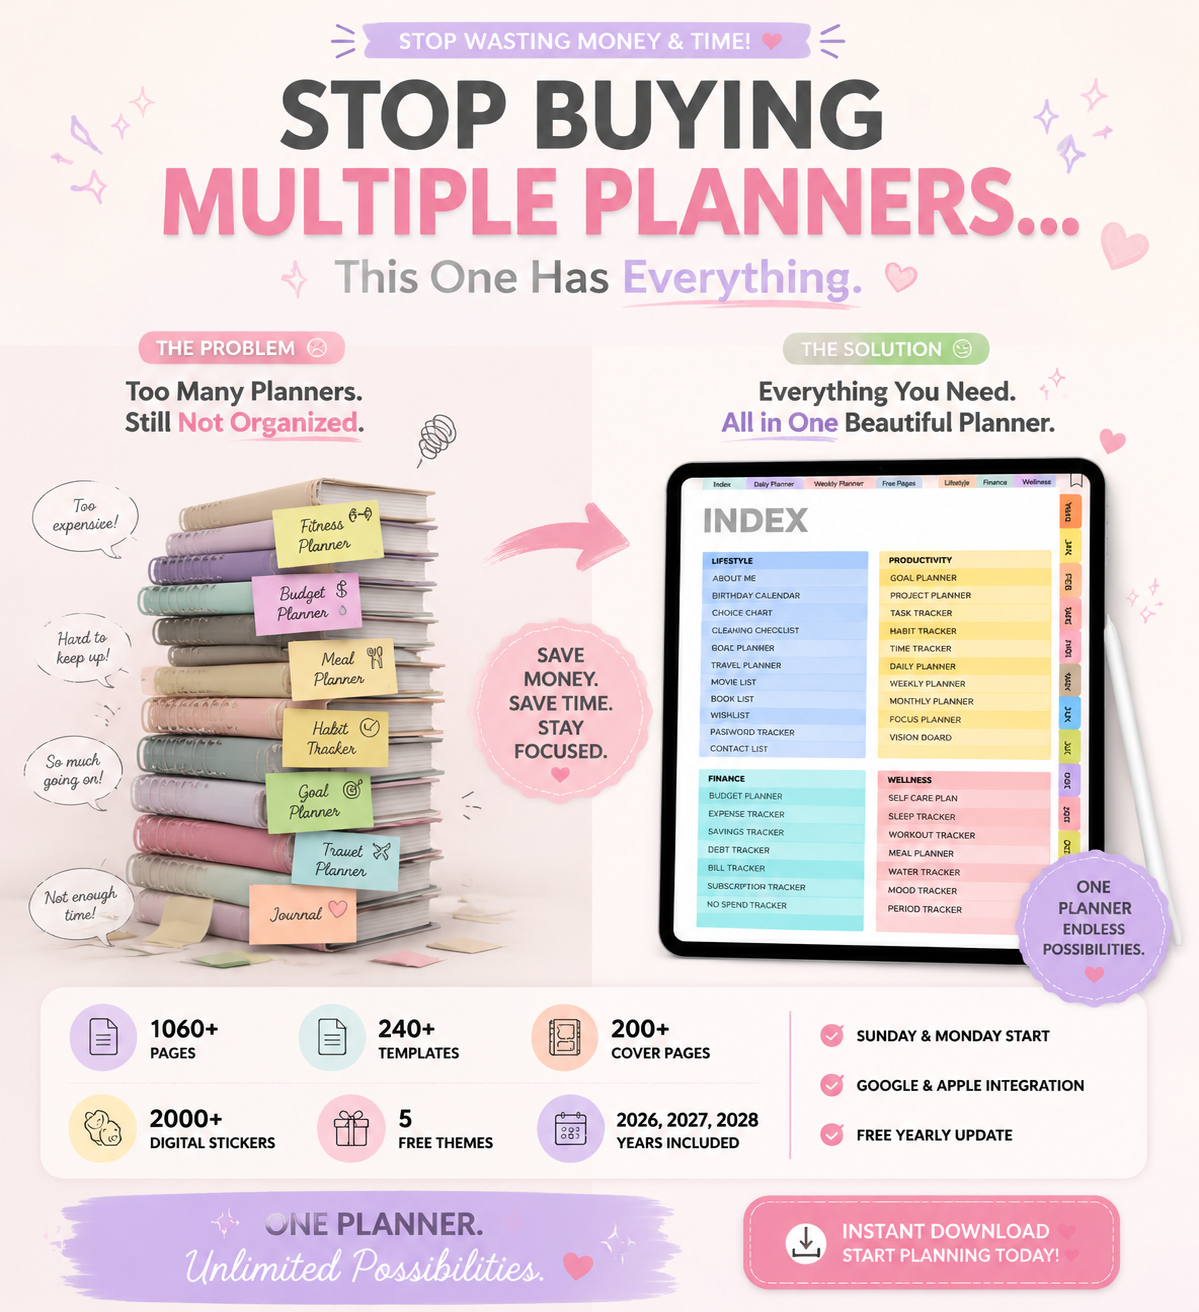 STOP WASTING MONEY & TIME!
STOP BUYING
MULTIPLE PLANNERS...
This One Has Everything.
THE PROBLEM
Too Many Planners.
Still Not Organized.
Too
expensive!
Hard to
keep up!
So much
going on!
Not enough
time!
Fitness
Planner
Budget
Planner
Meal
Planner
Habit
Tracker
Goal
Planner
Travet
Planner
Journal
SAVE
MONEY.
SAVE TIME.
STAY
FOCUSED.
THE SOLUTION
Everything You Need.
All in One Beautiful Planner.
Index
Daily Planner
Weekly Planner
Free Pages
Lifestyle
Finance
Wellness
INDEX
LIFESTYLE
ABOUT ME
BIRTHDAY CALENDAR
CHOICE CHART
CLEANING CHECCLIST
GOAL PLANNER
TRAVEL PLANNER
MOVIE LIST
BOOK LIST
WISHLIST
PASIWORD TRACKER
CONTACT LIST
PRODUCTIVITY
GOAL PLANNER
PROJECT PLANNER
TASK TRACKER
HABIT TRACKER
TIME TRACKER
DAILY PLANNER
WEEKLY PLANNER
MONTHLY PLANNER
FOCUS PLANNER
VISION BOARD
FINANCE
BUDGET PLANNER
EXPENSE TRACKER
SAVINGS TRACKER
DEBT TRACKER
BILL TRACKER
SUBSCRIPTION TRACKER
NO SPEND TRACKER
WELLNESS
SELF CARE PLAN
SLEEP TRACKER
WORKOUT TRACKER
MEAL PLANNER
WATER TRACKER
MOOD TRACKER
PERIOD TRACKER
JAN
FEB
ONE
PLANNER
ENDLESS
POSSIBILITIES.
1060+
PAGES
240+
TEMPLATES
200+
COVER PAGES
2000+
DIGITAL STICKERS
5
FREE THEMES
2026, 2027, 2028
YEARS INCLUDED
SUNDAY & MONDAY START
GOOGLE & APPLE INTEGRATION
FREE YEARLY UPDATE
ONE PLANNER.
Unlimited Possibilities.
INSTANT DOWNLOAD
START PLANNING TODAY!